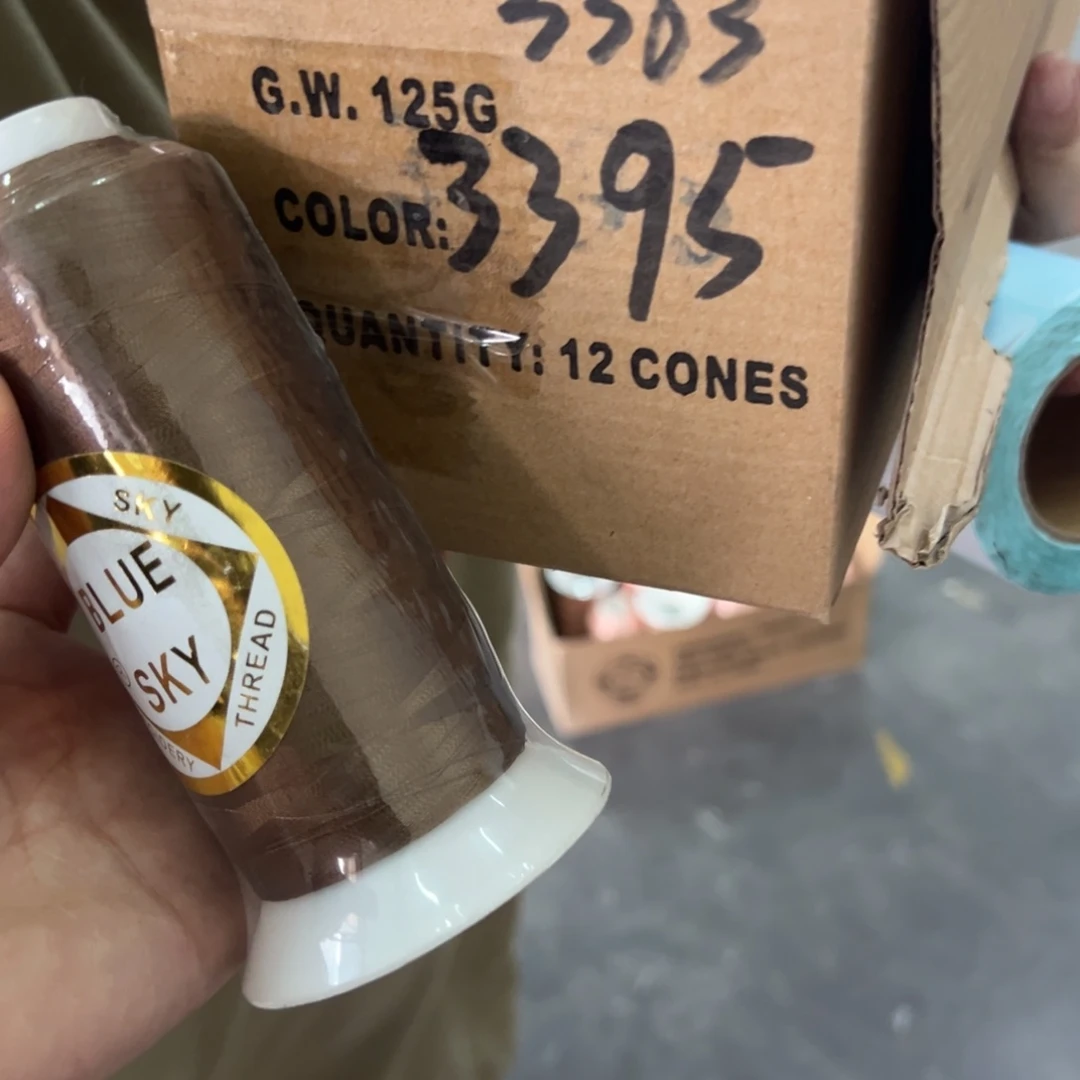 G.W. 125G
COLOR: 3395
QUANTITY: 12 CONES
SKY
BLUE
SKY
THREAD